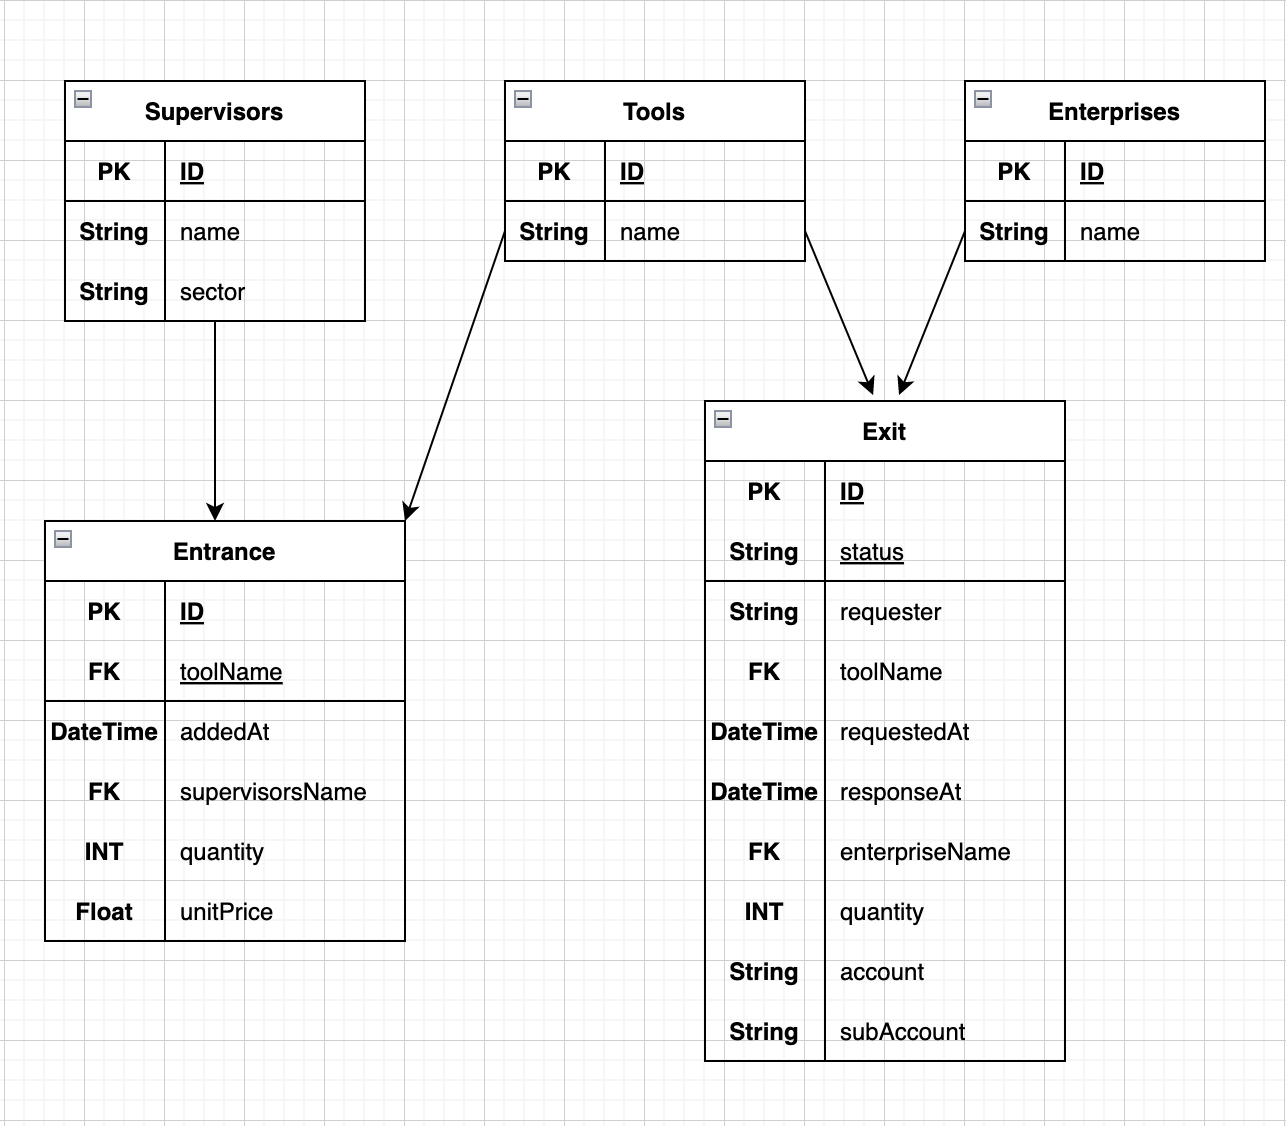 Supervisors
PK ID
String name
String sector
Tools
PK ID
String name
Enterprises
PK ID
String name
Entrance
PK ID
FK toolName
DateTime addedAt
FK supervisorsName
INT quantity
Float unitPrice
Exit
PK ID
String status
String requester
FK toolName
DateTime requestedAt
DateTime responseAt
FK enterpriseName
INT quantity
String account
String subAccount